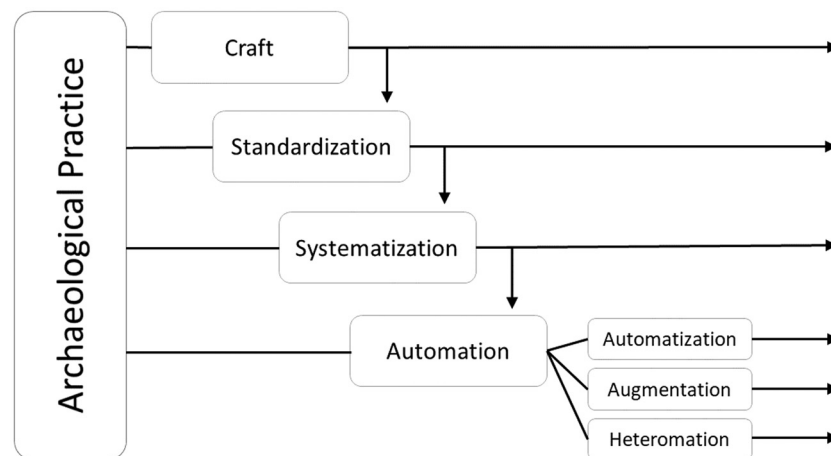 Archaeological Practice
Craft
Standardization
Systematization
Automation
Automatization
Augmentation
Heteromation